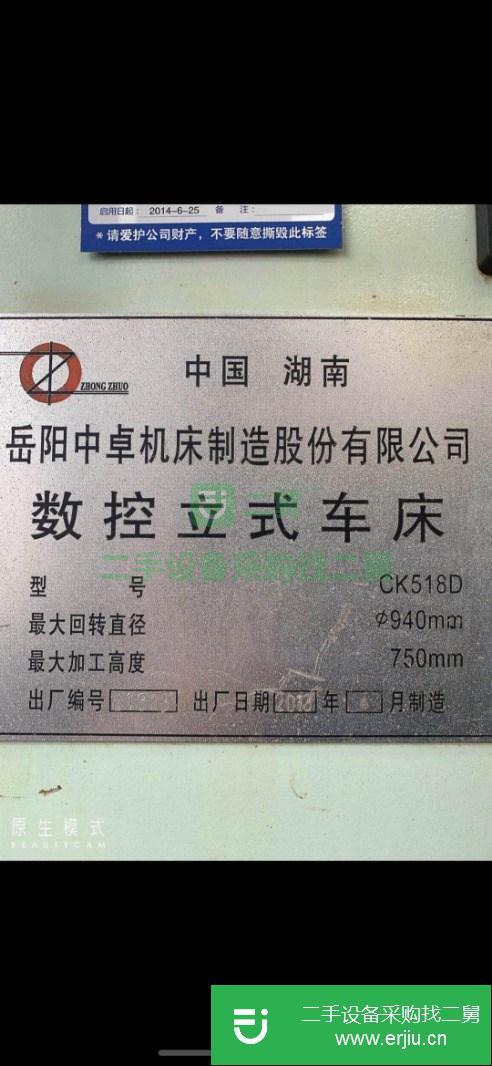 启用日起：2014-6-25 备 注：
*请爱护公司财产，不要随意撕毁此标签
ZHONG ZHUO
中国 湖南
岳阳中卓机床制造股份有限公司
数控立式车床
二舅
二手设备采购找二舅
型 号 CK518D
最大回转直径 φ940mm
最大加工高度 750mm
出厂编号 出厂日期 年 月制造
原生模式
BEAUTYCAM
二手设备采购找二舅
www.erjiu.cn